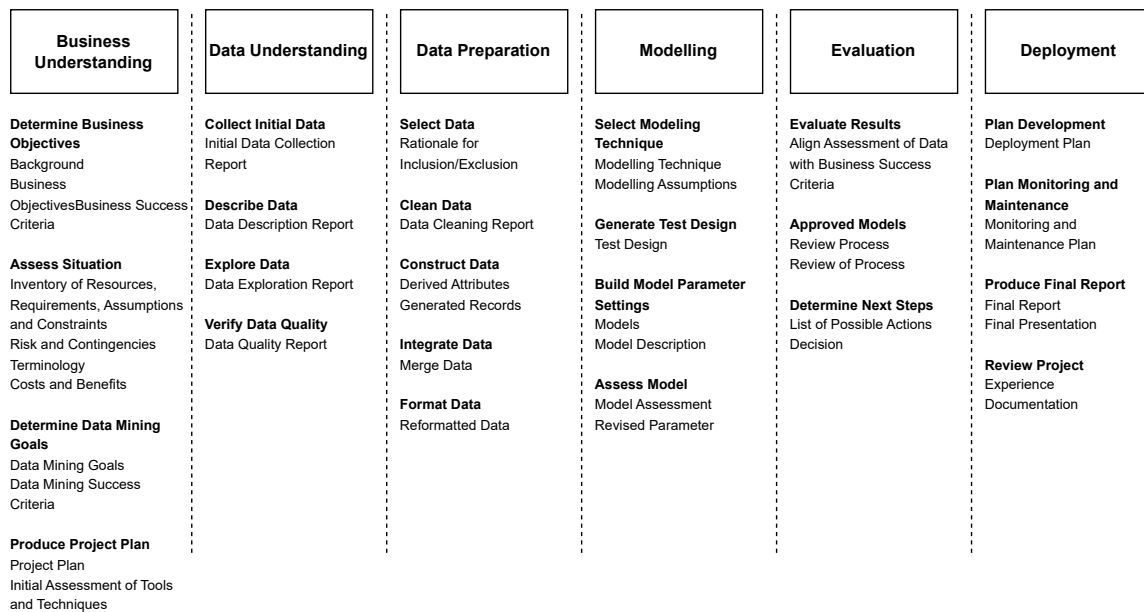 Business
Understanding
Data Understanding
Data Preparation
Modelling
Evaluation
Deployment
Determine Business
Objectives
Background
Business
ObjectivesBusiness Success
Criteria
Assess Situation
Inventory of Resources,
Requirements, Assumptions
and Constraints
Risk and Contingencies
Terminology
Costs and Benefits
Determine Data Mining
Goals
Data Mining Goals
Data Mining Success
Criteria
Produce Project Plan
Project Plan
Initial Assessment of Tools
and Techniques
Collect Initial Data
Initial Data Collection
Report
Describe Data
Data Description Report
Explore Data
Data Exploration Report
Verify Data Quality
Data Quality Report
Select Data
Rationale for
Inclusion/Exclusion
Clean Data
Data Cleaning Report
Construct Data
Derived Attributes
Generated Records
Integrate Data
Merge Data
Format Data
Reformatted Data
Select Modeling
Technique
Modelling Technique
Modelling Assumptions
Generate Test Design
Test Design
Build Model Parameter
Settings
Models
Model Description
Assess Model
Model Assessment
Revised Parameter
Evaluate Results
Align Assessment of Data
with Business Success
Criteria
Approved Models
Review Process
Review of Process
Determine Next Steps
List of Possible Actions
Decision
Plan Development
Deployment Plan
Plan Monitoring and
Maintenance
Monitoring and
Maintenance Plan
Produce Final Report
Final Report
Final Presentation
Review Project
Experience
Documentation